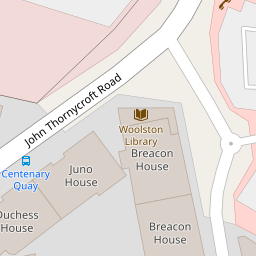 John Thornycroft Road
Woolston
Library
Breacon
House
Juno
House
Centenary
Quay
Duchess
House
Breacon
House